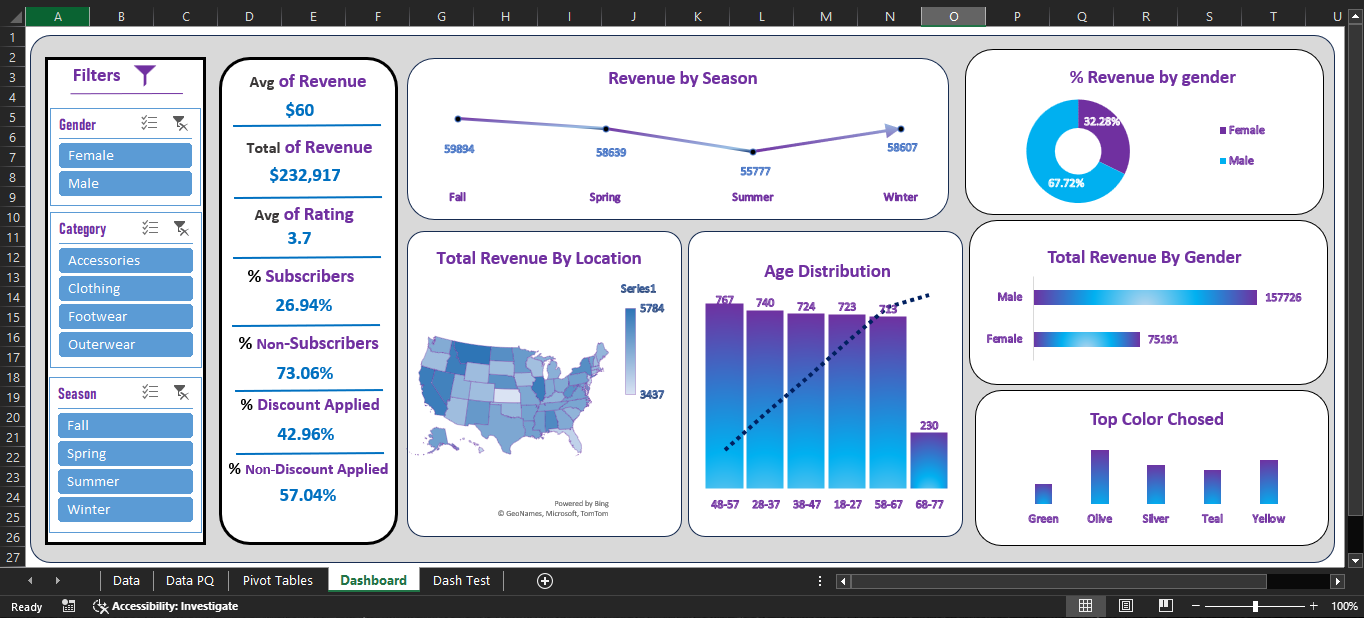 A B C D E F G H I J K L M N O P Q R S T U
1
2
3
4
5
6
7
8
9
10
11
12
13
14
15
16
17
18
19
20
21
22
23
24
25
26
27
Filters
Gender
Female
Male
Category
Accessories
Clothing
Footwear
Outerwear
Season
Fall
Spring
Summer
Winter
Avg of Revenue
$60
Total of Revenue
$232,917
Avg of Rating
3.7
% Subscribers
26.94%
% Non-Subscribers
73.06%
% Discount Applied
42.96%
% Non-Discount Applied
57.04%
Revenue by Season
59894 58639 55777 58607
Fall Spring Summer Winter
Total Revenue By Location
Series1
5784
3437
Powered by Bing
© GeoNames, Microsoft, TomTom
Age Distribution
767 740 724 723 713 230
48-57 28-37 38-47 18-27 58-67 68-77
% Revenue by gender
32.28%
67.72%
Female
Male
Total Revenue By Gender
Male 157726
Female 75191
Top Color Chosed
Green Olive Silver Teal Yellow
Data Data PQ Pivot Tables Dashboard Dash Test
Ready Accessibility: Investigate 100%